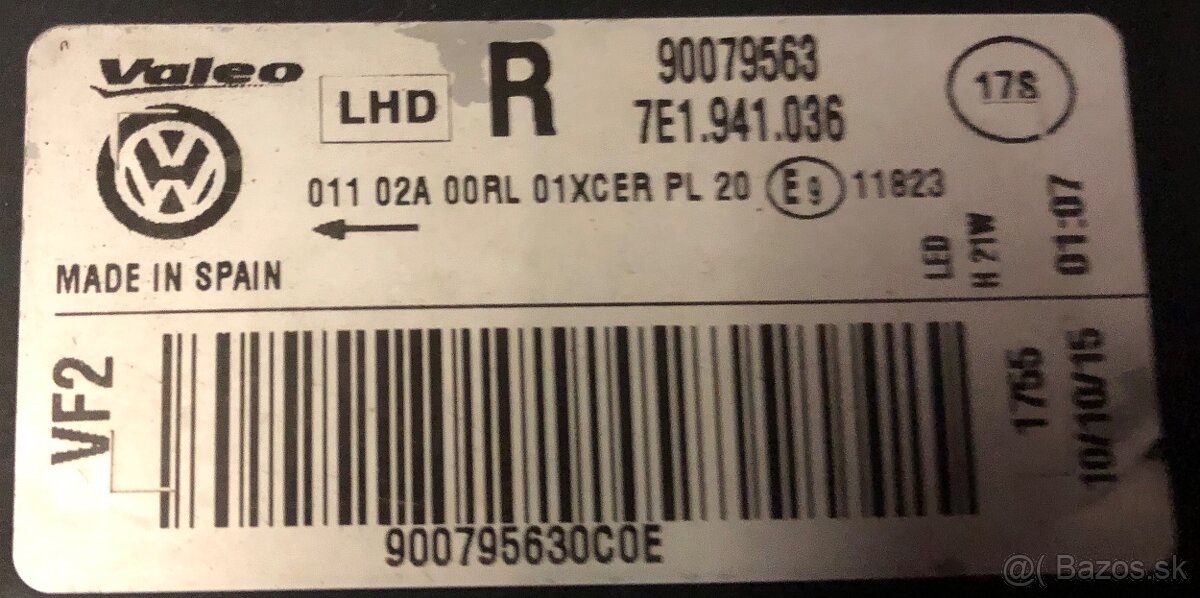 Valeo
LHD
R
90079563
7E1.941.036
17S
011 02A 00RL 01XCER PL 20 E9 11823
MADE IN SPAIN
LED
H 21W
01:07
VF2
1755
10/10/15
900795630C0E
@( Bazos.sk